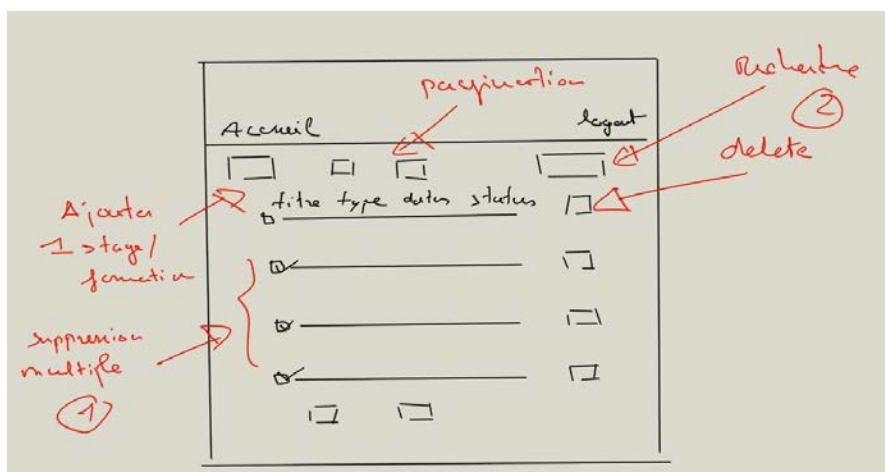 pagination
Recherche
2
Accueil
logout
delete
Ajouter
1 stage/
formation
titre type dates status
suppression
multiple
1